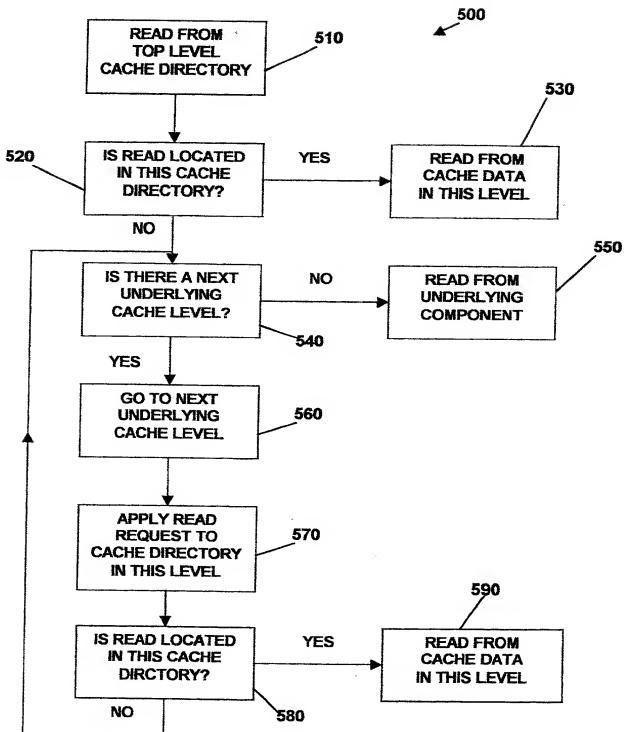 500
READ FROM
TOP LEVEL
CACHE DIRECTORY
510
530
520
IS READ LOCATED
IN THIS CACHE
DIRECTORY?
YES
READ FROM
CACHE DATA
IN THIS LEVEL
NO
IS THERE A NEXT
UNDERLYING
CACHE LEVEL?
540
NO
READ FROM
UNDERLYING
COMPONENT
550
YES
GO TO NEXT
UNDERLYING
CACHE LEVEL
560
APPLY READ
REQUEST TO
CACHE DIRECTORY
IN THIS LEVEL
570
590
IS READ LOCATED
IN THIS CACHE
DIRCTORY?
580
YES
READ FROM
CACHE DATA
IN THIS LEVEL
NO